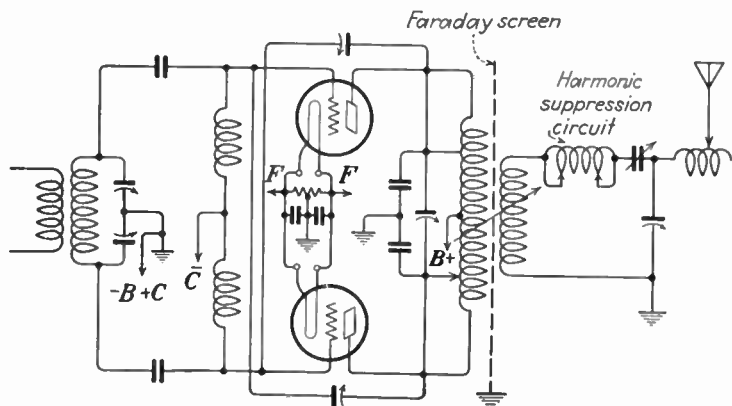 Faraday screen
Harmonic
suppression
circuit
F F
B+
-B +C
C̄